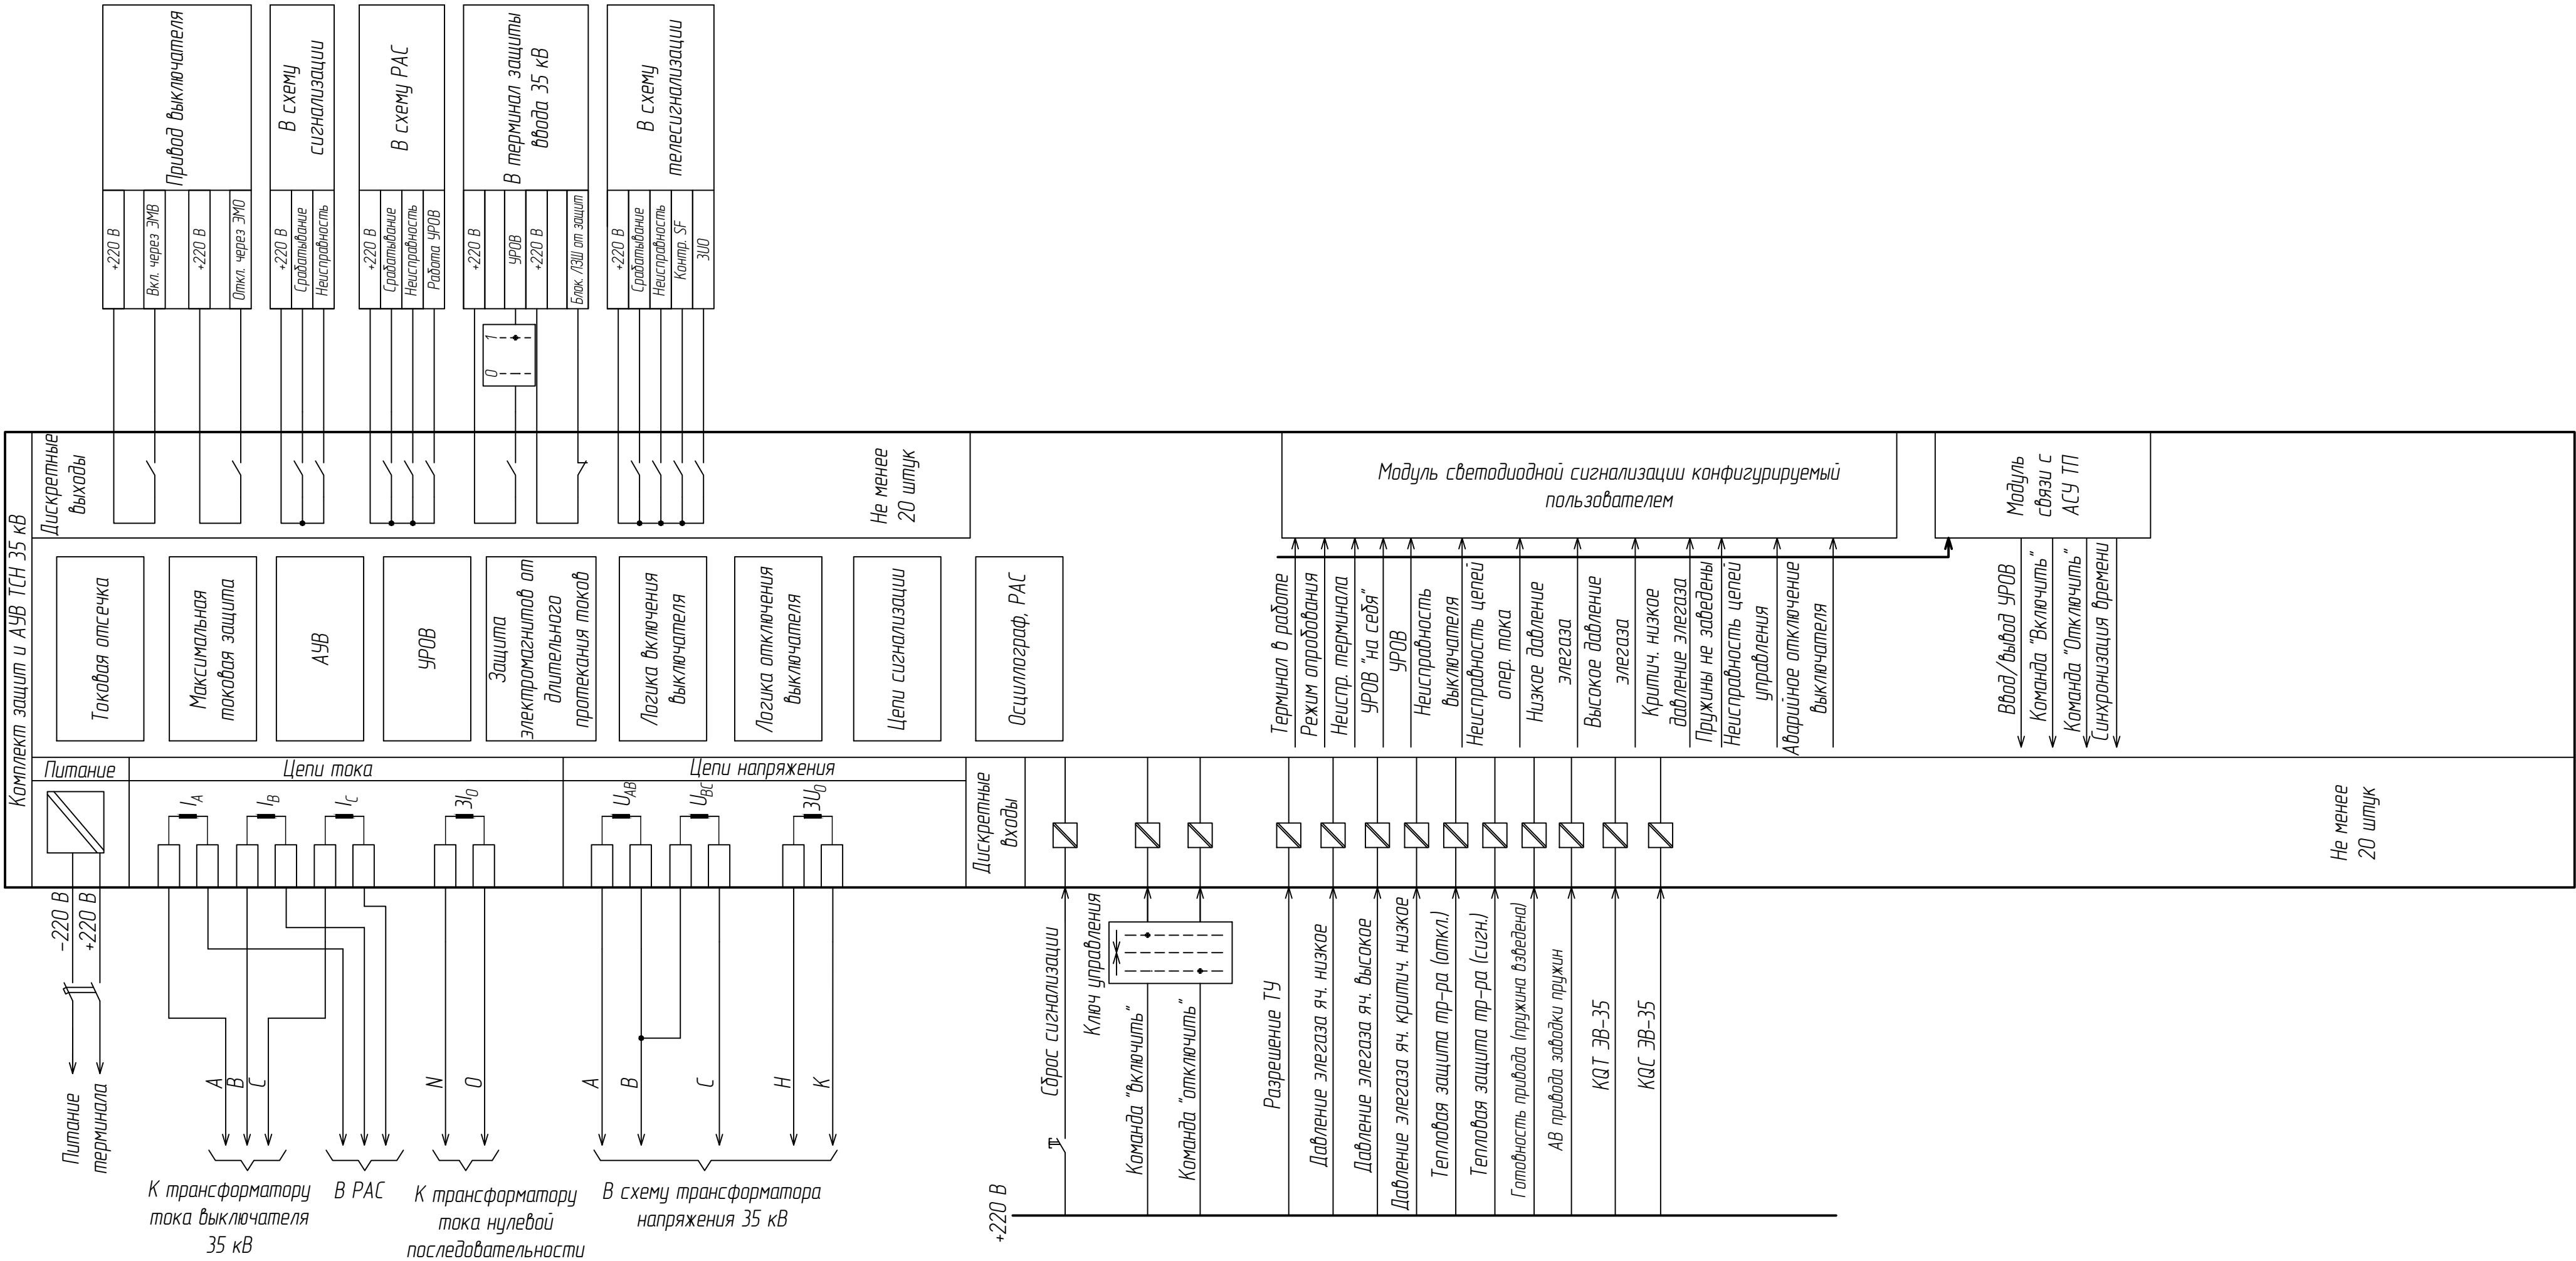 Привод выключателя
+220 В
Вкл. через ЭМВ
+220 В
Откл. через ЭМО
В схему
сигнализации
+220 В
Срабатывание
Неисправность
В схему РАС
+220 В
Срабатывание
Неисправность
Работа УРОВ
В терминал защиты
ввода 35 кВ
+220 В
УРОВ
+220 В
Блок. ЛЗШ от защит
0
1
В схему
телесигнализации
+220 В
Срабатывание
Неисправность
Контр. SF
3U0
Комплект защит и АУВ ТСН 35 кВ
Дискретные
выходы
Не менее
20 штук
Модуль светодиодной сигнализации конфигурируемый
пользователем
Модуль
связи с
АСУ ТП
Токовая отсечка
Максимальная
токовая защита
АУВ
УРОВ
Защита
электромагнитов от
длительного
протекания токов
Логика включения
выключателя
Логика отключения
выключателя
Цепи сигнализации
Осциллограф, РАС
Терминал в работе
Режим опробования
Неиспр. терминала
УРОВ "на себя"
УРОВ
Неисправность
выключателя
Неисправность цепей
опер. тока
Низкое давление
элегаза
Высокое давление
элегаза
Критич. низкое
давление элегаза
Пружины не заведены
Неисправность цепей
управления
Аварийное отключение
выключателя
Ввод/вывод УРОВ
Команда "Включить"
Команда "Отключить"
Синхронизация времени
Питание
Цепи тока
Цепи напряжения
Дискретные
входы
IA
IB
IC
3I0
UAB
UBC
3U0
Не менее
20 штук
-220 В
+220 В
Питание
терминала
A
B
C
N
O
A
B
C
Н
К
К трансформатору
тока выключателя
35 кВ
В РАС
К трансформатору
тока нулевой
последовательности
В схему трансформатора
напряжения 35 кВ
+220 В
Сброс сигнализации
Ключ управления
Команда "включить"
Команда "отключить"
Разрешение ТУ
Давление элегаза яч. низкое
Давление элегаза яч. высокое
Давление элегаза яч. критич. низкое
Тепловая защита тр-ра (откл.)
Тепловая защита тр-ра (сигн.)
Готовность привода (пружина взведена)
АВ привода заводки пружин
KQT ЭВ-35
KQC ЭВ-35